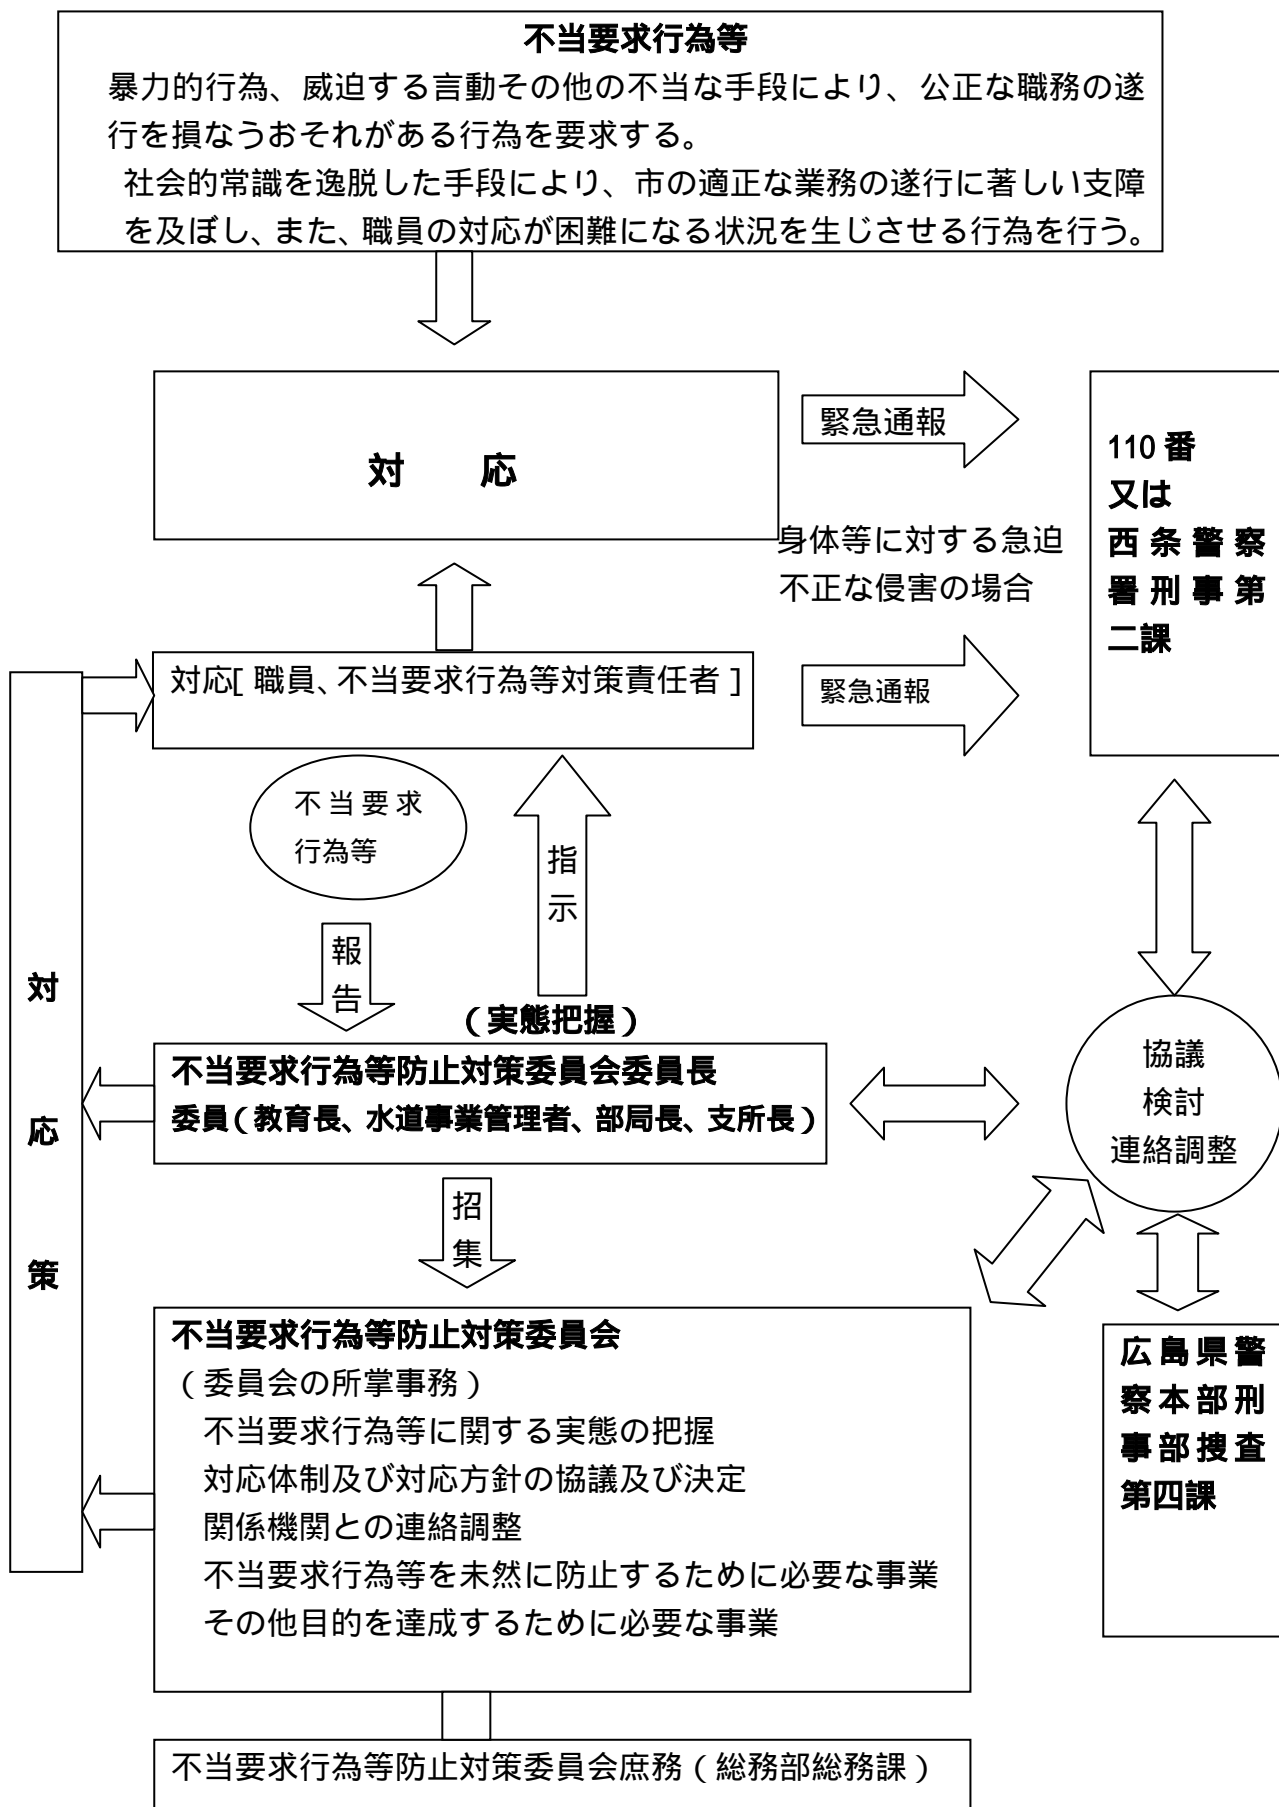 不当要求行為等
暴力的行為、威迫する言動その他の不当な手段により、公正な職務の遂
行を損なうおそれがある行為を要求する。
社会的常識を逸脱した手段により、市の適正な業務の遂行に著しい支障
を及ぼし、また、職員の対応が困難になる状況を生じさせる行為を行う。
対　応
緊急通報
110番
又は
西条警察
署刑事第
二課
身体等に対する急迫
不正な侵害の場合
対応[職員、不当要求行為等対策責任者]
緊急通報
不当要求
行為等
指
示
報
告
対
応
策
(実態把握)
不当要求行為等防止対策委員会委員長
委員(教育長、水道事業管理者、部局長、支所長)
協議
検討
連絡調整
招
集
不当要求行為等防止対策委員会
(委員会の所掌事務)
不当要求行為等に関する実態の把握
対応体制及び対応方針の協議及び決定
関係機関との連絡調整
不当要求行為等を未然に防止するために必要な事業
その他目的を達成するために必要な事業
広島県警
察本部刑
事部捜査
第四課
不当要求行為等防止対策委員会庶務(総務部総務課)